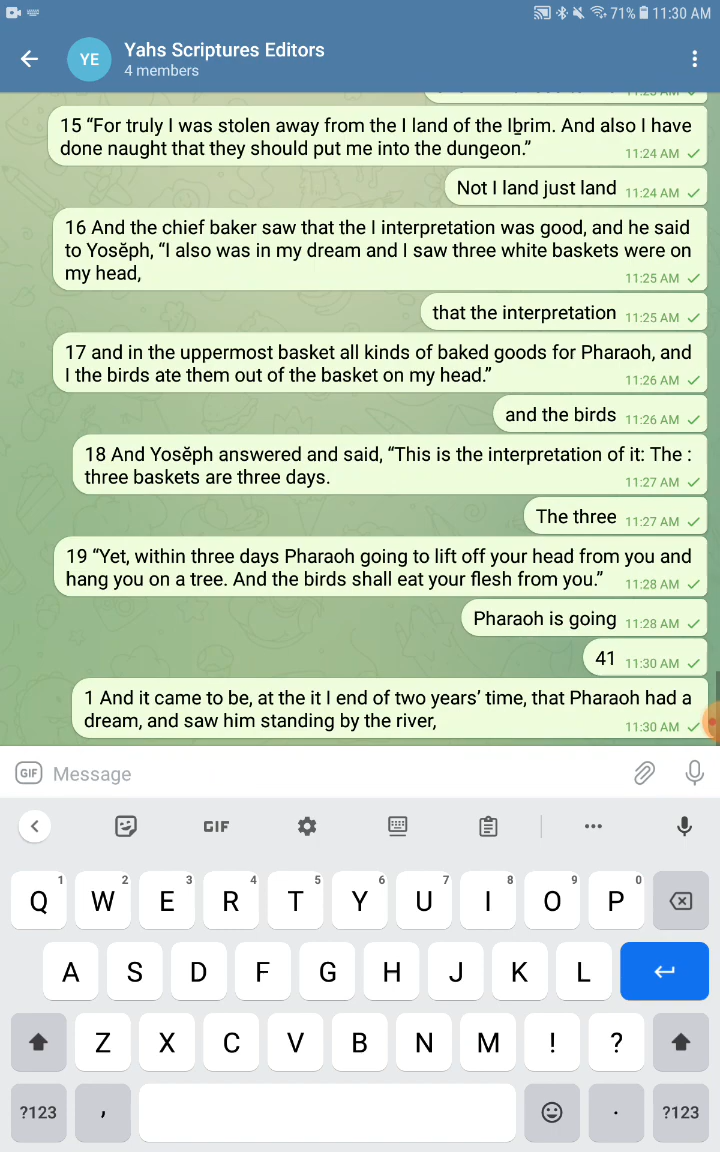 71% 11:30 AM
YE
Yahs Scriptures Editors
4 members
15 “For truly I was stolen away from the I land of the Iḇrim. And also I have
done naught that they should put me into the dungeon.”
11:24 AM
Not I land just land 11:24 AM
16 And the chief baker saw that the I interpretation was good, and he said
to Yosĕph, “I also was in my dream and I saw three white baskets were on
my head,
11:25 AM
that the interpretation 11:25 AM
17 and in the uppermost basket all kinds of baked goods for Pharaoh, and
I the birds ate them out of the basket on my head.”
11:26 AM
and the birds 11:26 AM
18 And Yosĕph answered and said, “This is the interpretation of it: The :
three baskets are three days.
11:27 AM
The three 11:27 AM
19 “Yet, within three days Pharaoh going to lift off your head from you and
hang you on a tree. And the birds shall eat your flesh from you.” 11:28 AM
Pharaoh is going 11:28 AM
41 11:30 AM
1 And it came to be, at the it I end of two years’ time, that Pharaoh had a
dream, and saw him standing by the river,
11:30 AM
GIF Message
GIF
1 2 3 4 5 6 7 8 9 0
Q W E R T Y U I O P
A S D F G H J K L
Z X C V B N M ! ?
?123 , . ?123